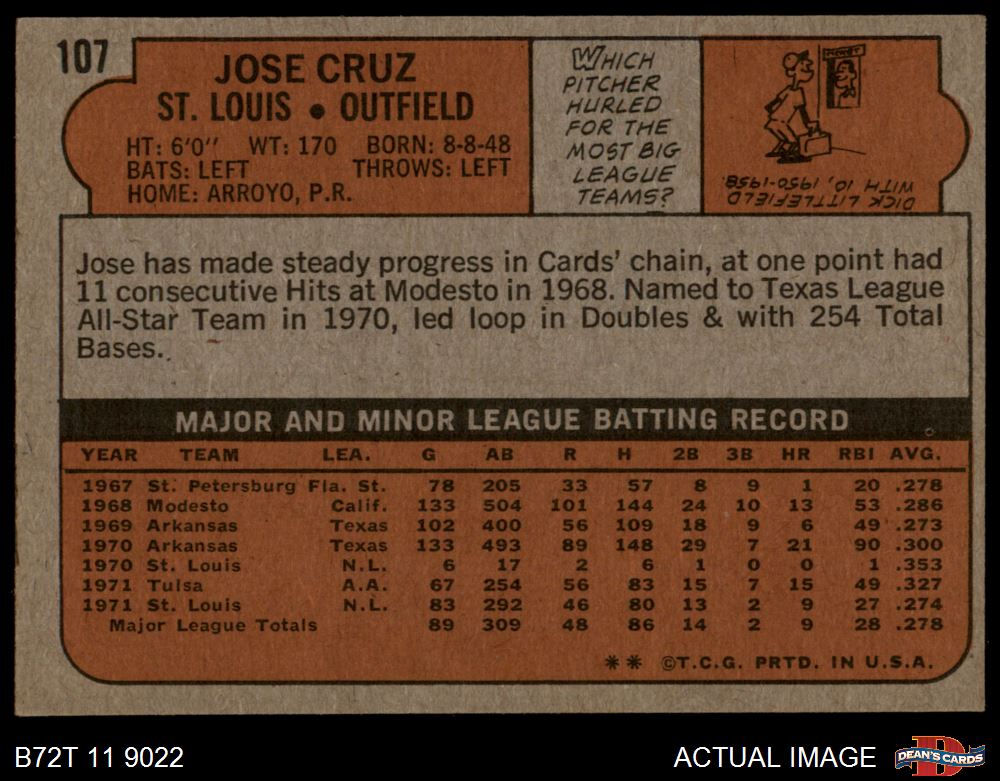 107
JOSE CRUZ
ST. LOUIS • OUTFIELD
HT: 6'0" WT: 170 BORN: 8-8-48
BATS: LEFT THROWS: LEFT
HOME: ARROYO, P.R.
WHICH
PITCHER
HURLED
FOR THE
MOST BIG
LEAGUE
TEAMS?
DICK LITTLEFIELD
WITH 10, 1950-1958.
Jose has made steady progress in Cards' chain, at one point had
11 consecutive Hits at Modesto in 1968. Named to Texas League
All-Star Team in 1970, led loop in Doubles & with 254 Total
Bases.
MAJOR AND MINOR LEAGUE BATTING RECORD
YEAR TEAM LEA. G AB R H 2B 3B HR RBI AVG.
1967 St. Petersburg Fla. St. 78 205 33 57 8 9 1 20 .278
1968 Modesto Calif. 133 504 101 144 24 10 13 53 .286
1969 Arkansas Texas 102 400 56 109 18 9 6 49 .273
1970 Arkansas Texas 133 493 89 148 29 7 21 90 .300
1970 St. Louis N.L. 6 17 2 6 1 0 0 1 .353
1971 Tulsa A.A. 67 254 56 83 15 7 15 49 .327
1971 St. Louis N.L. 83 292 46 80 13 2 9 27 .274
Major League Totals 89 309 48 86 14 2 9 28 .278
** ©T.C.G. PRTD. IN U.S.A.
B72T 11 9022
ACTUAL IMAGE
DEAN'S CARDS